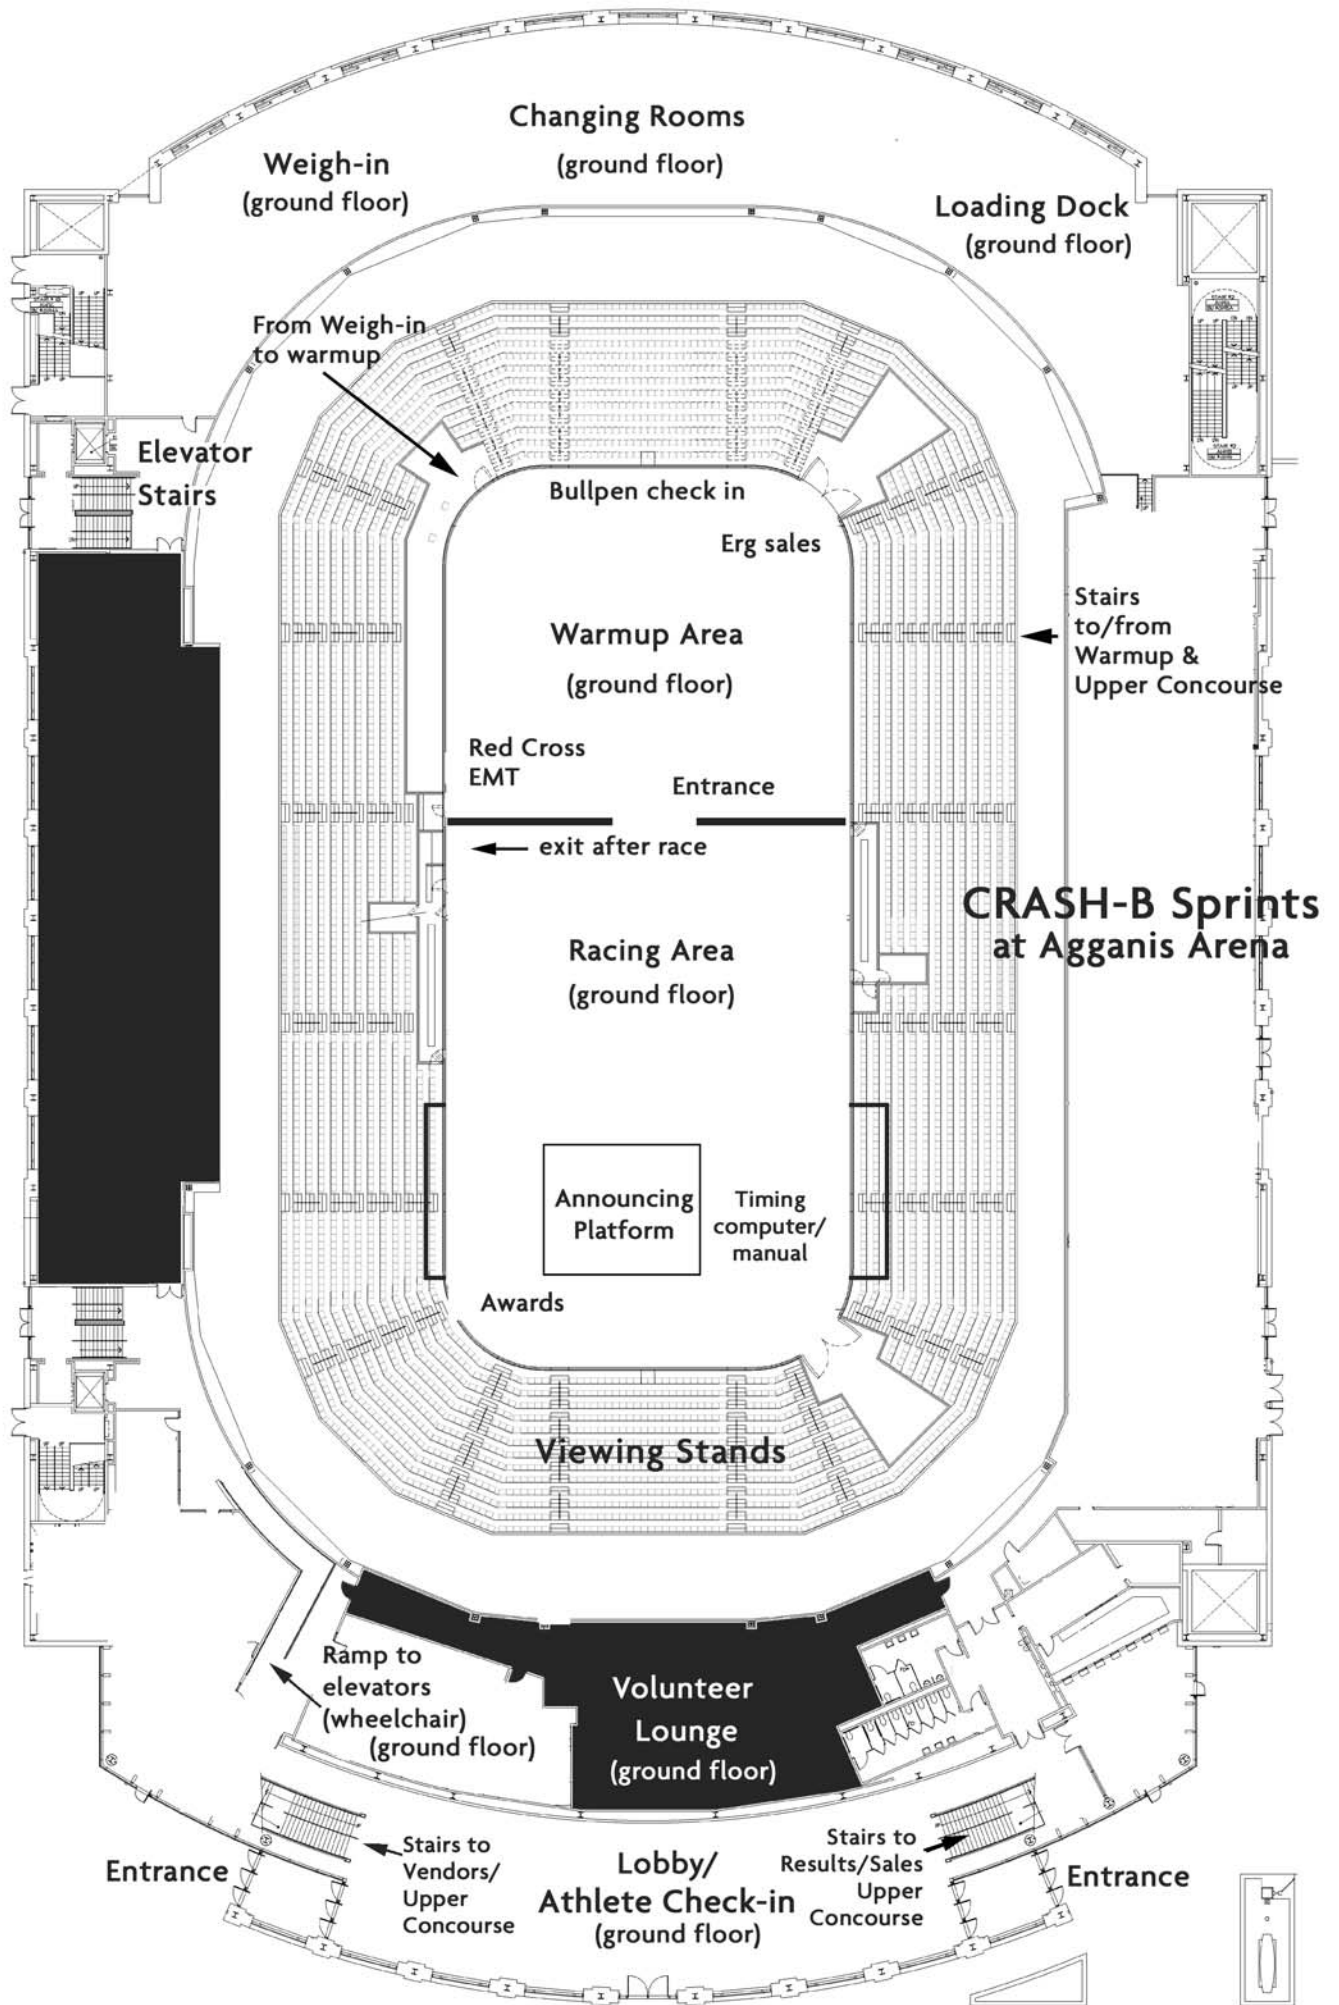 Changing Rooms
(ground floor)
Weigh-in
(ground floor)
Loading Dock
(ground floor)
From Weigh-in
to warmup
Elevator
Stairs
Bullpen check in
Erg sales
Warmup Area
(ground floor)
Stairs
to/from
Warmup &
Upper Concourse
Red Cross
EMT
Entrance
exit after race
CRASH-B Sprints
at Agganis Arena
Racing Area
(ground floor)
Announcing
Platform
Timing
computer/
manual
Awards
Viewing Stands
Ramp to
elevators
(wheelchair)
(ground floor)
Volunteer
Lounge
(ground floor)
Entrance
Stairs to
Vendors/
Upper
Concourse
Lobby/
Athlete Check-in
(ground floor)
Stairs to
Results/Sales
Upper
Concourse
Entrance